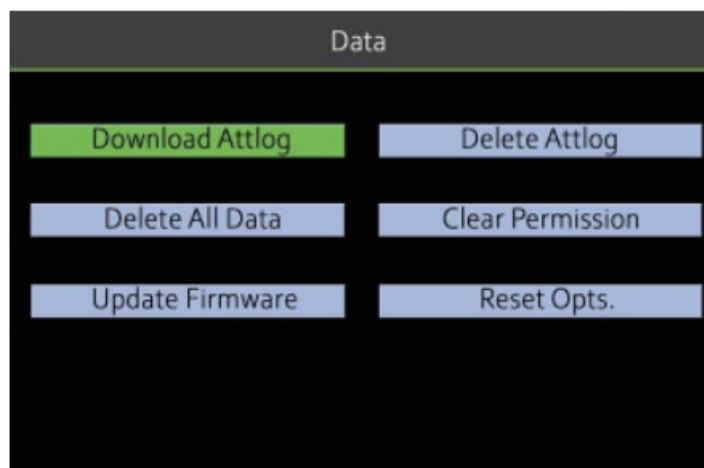 Data
Download Attlog
Delete Attlog
Delete All Data
Clear Permission
Update Firmware
Reset Opts.